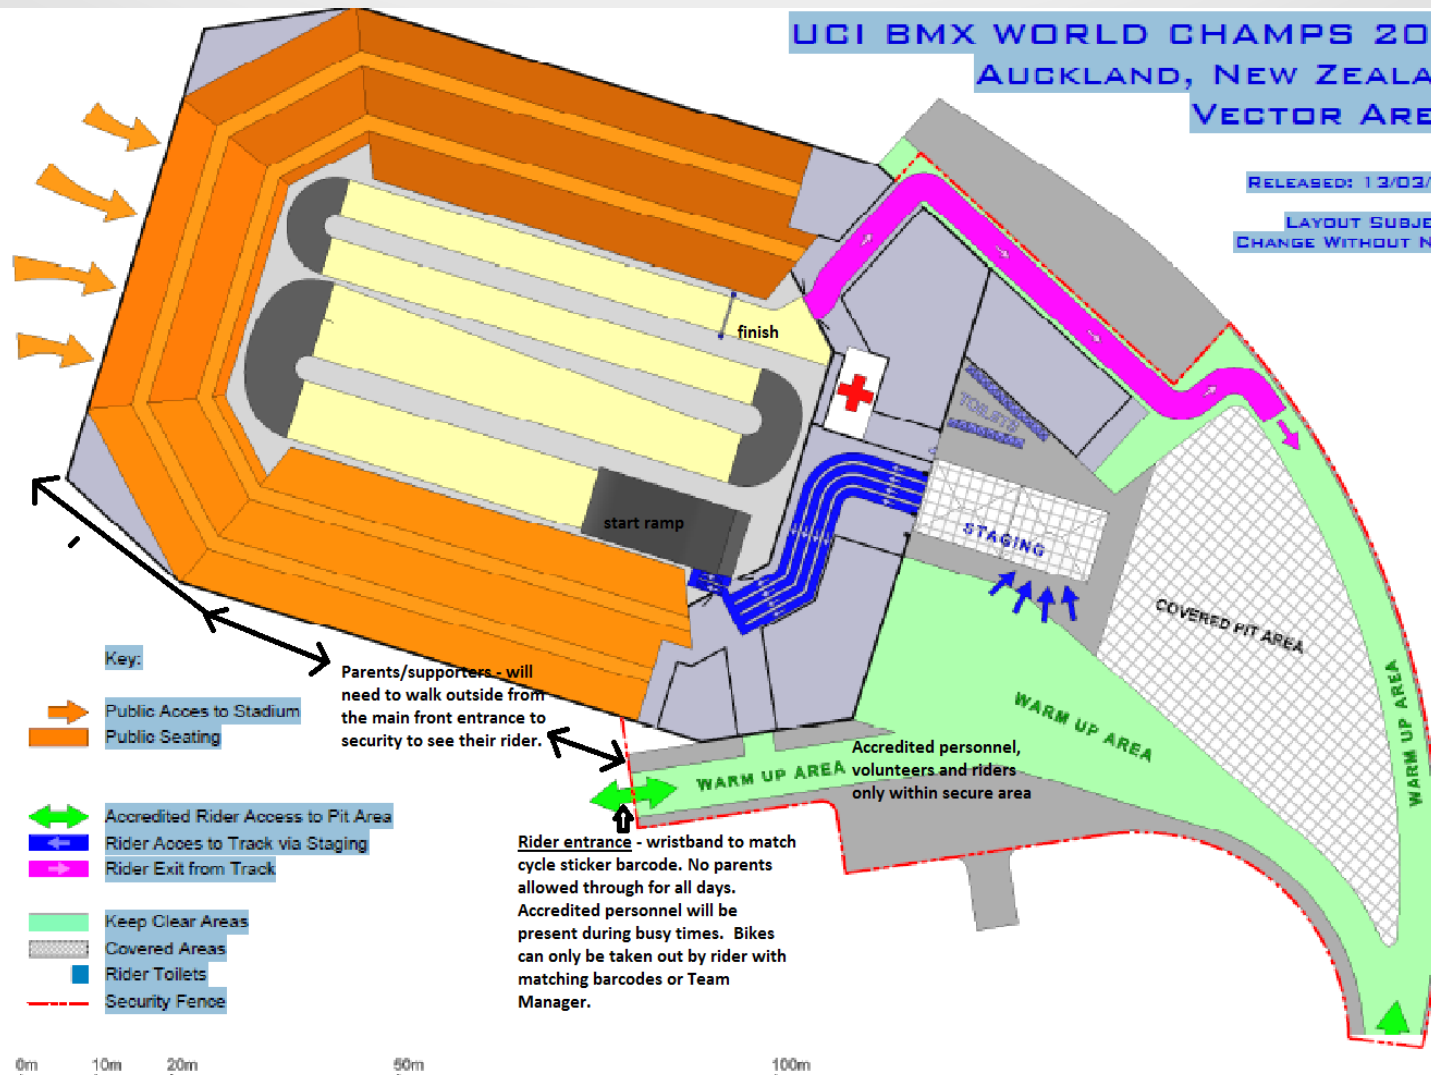 UCI BMX WORLD CHAMPS 20
AUCKLAND, NEW ZEALA
VECTOR ARE
RELEASED: 13/03/
LAYOUT SUBJE
CHANGE WITHOUT N
finish
TOILETS
start ramp
STAGING
COVERED PIT AREA
WARM UP AREA
WARM UP AREA
WARM UP AREA
Parents/supporters - will
need to walk outside from
the main front entrance to
security to see their rider.
Accredited personnel,
volunteers and riders
only within secure area
Rider entrance - wristband to match
cycle sticker barcode. No parents
allowed through for all days.
Accredited personnel will be
present during busy times. Bikes
can only be taken out by rider with
matching barcodes or Team
Manager.
Key:
Public Acces to Stadium
Public Seating
Accredited Rider Access to Pit Area
Rider Acces to Track via Staging
Rider Exit from Track
Keep Clear Areas
Covered Areas
Rider Toilets
Security Fence
0m 10m 20m 50m 100m